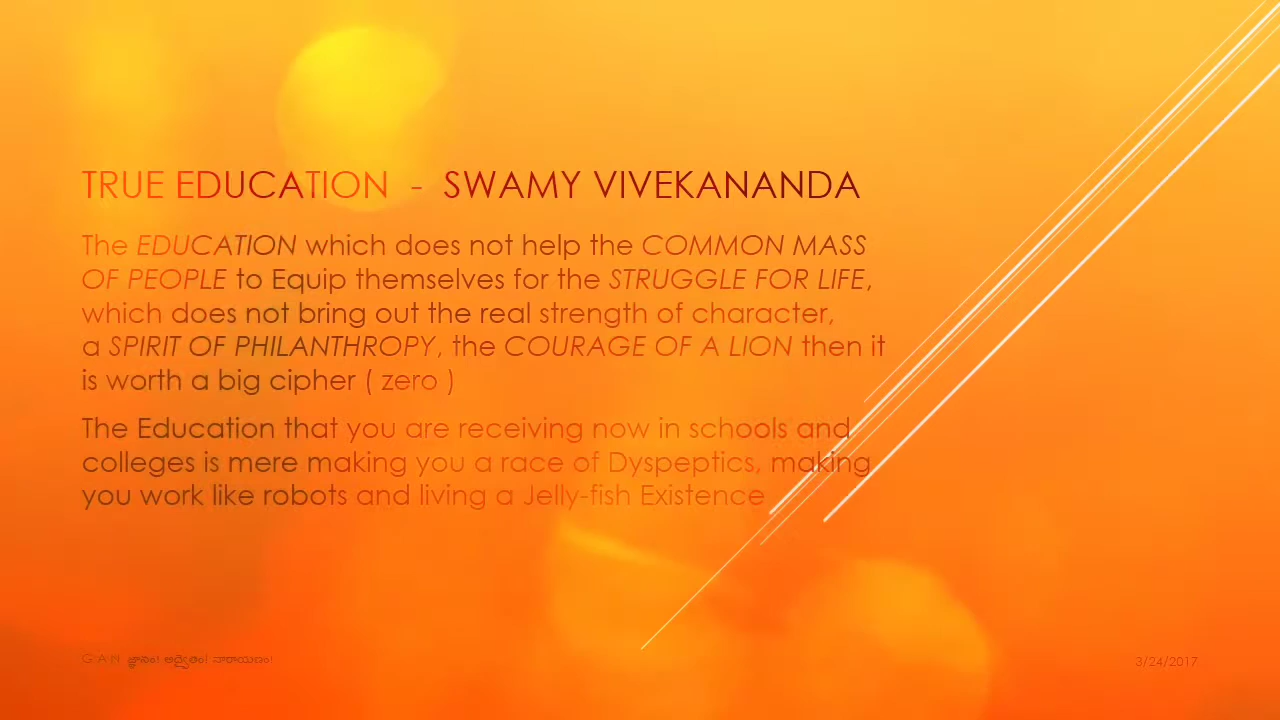 TRUE EDUCATION - SWAMY VIVEKANANDA
The EDUCATION which does not help the COMMON MASS
OF PEOPLE to Equip themselves for the STRUGGLE FOR LIFE,
which does not bring out the real strength of character,
a SPIRIT OF PHILANTHROPY, the COURAGE OF A LION then it
is worth a big cipher ( zero )
The Education that you are receiving now in schools and
colleges is mere making you a race of Dyspeptics, making
you work like robots and living a Jelly-fish Existence
G A N జ్ఞానం! అద్వైతం! నారాయణం!
3/24/2017